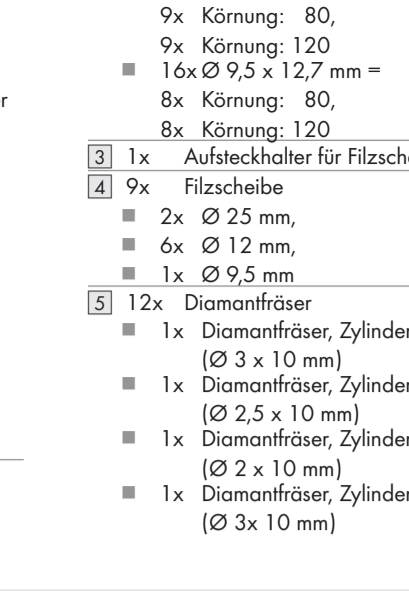 9x Körnung: 80,
9x Körnung: 120
16x Ø 9,5 x 12,7 mm =
8x Körnung: 80,
8x Körnung: 120
3 1x Aufsteckhalter für
4 9x Filzscheibe
2x Ø 25 mm,
6x Ø 12 mm,
1x Ø 9,5 mm
5 12x Diamantfräser
1x Diamantfräser, Zylinder
(Ø 3 x 10 mm)
1x Diamantfräser, Zylinder
(Ø 2,5 x 10 mm)
1x Diamantfräser, Zylinder
(Ø 2 x 10 mm)
1x Diamantfräser, Zylinder
(Ø 3x 10 mm)